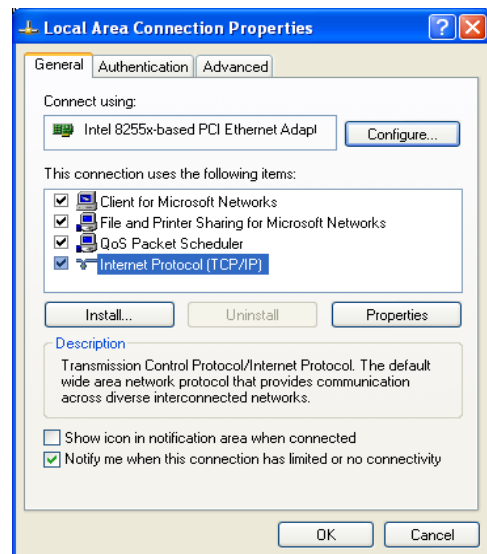 Local Area Connection Properties
General Authentication Advanced
Connect using:
Intel 8255x-based PCI Ethernet Adapt
Configure...
This connection uses the following items:
Client for Microsoft Networks
File and Printer Sharing for Microsoft Networks
QoS Packet Scheduler
Internet Protocol (TCP/IP)
Install... Uninstall Properties
Description
Transmission Control Protocol/Internet Protocol. The default
wide area network protocol that provides communication
across diverse interconnected networks.
Show icon in notification area when connected
Notify me when this connection has limited or no connectivity
OK Cancel